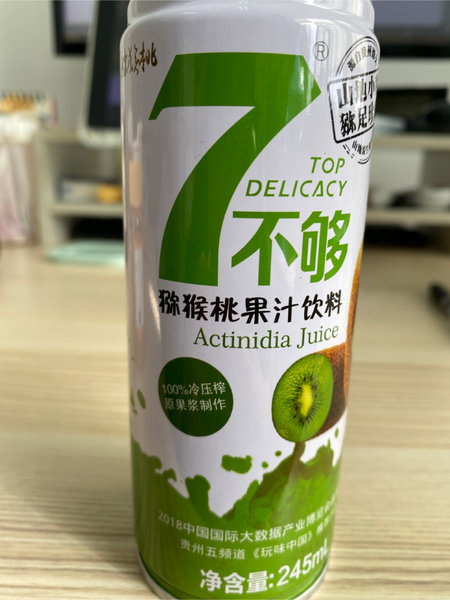 7
®
TOP
DELICACY
不够
猕猴桃果汁饮料
Actinidia Juice
100%冷压榨
原果浆制作
2018中国国际大数据产业博览会
贵州五频道《玩味中国》
净含量:245mL